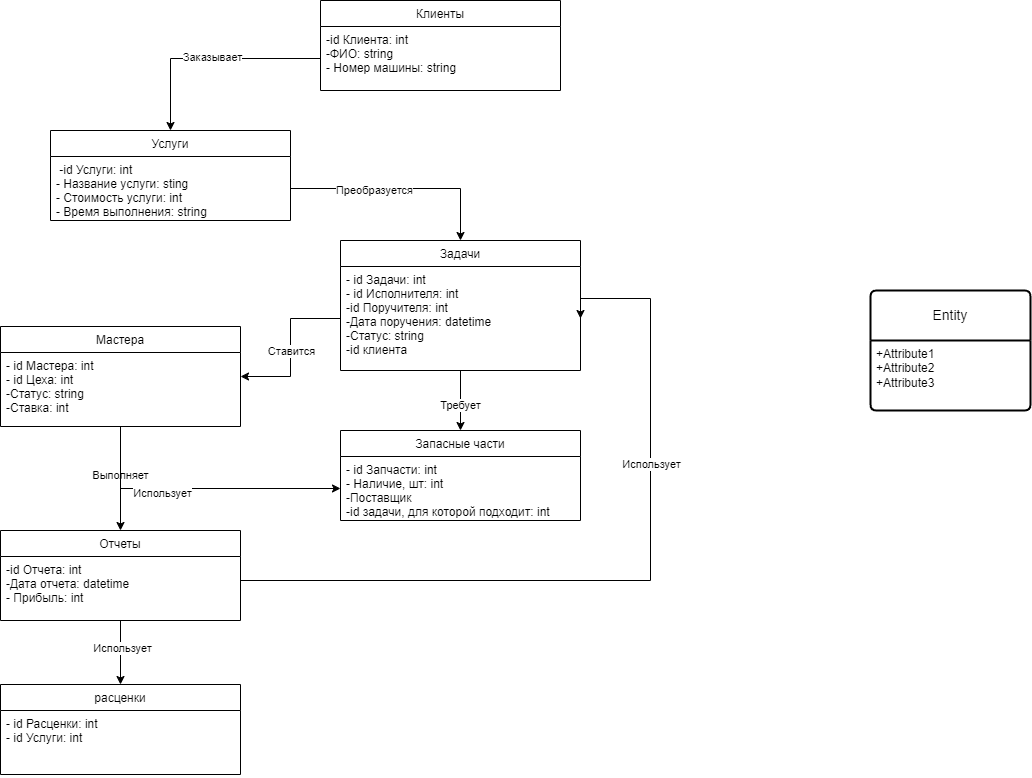 Клиенты
-id Клиента: int
-ФИО: string
- Номер машины: string
Заказывает
Услуги
-id Услуги: int
- Название услуги: sting
- Стоимость услуги: int
- Время выполнения: string
Преобразуется
Задачи
- id Задачи: int
- id Исполнителя: int
-id Поручителя: int
-Дата поручения: datetime
-Статус: string
-id клиента
Entity
+Attribute1
+Attribute2
+Attribute3
Мастера
- id Мастера: int
- id Цеха: int
-Статус: string
-Ставка: int
Ставится
Требует
Запасные части
- id Запчасти: int
- Наличие, шт: int
-Поставщик
-id задачи, для которой подходит: int
Использует
Выполняет
Использует
Отчеты
-id Отчета: int
-Дата отчета: datetime
- Прибыль: int
Использует
расценки
- id Расценки: int
- id Услуги: int